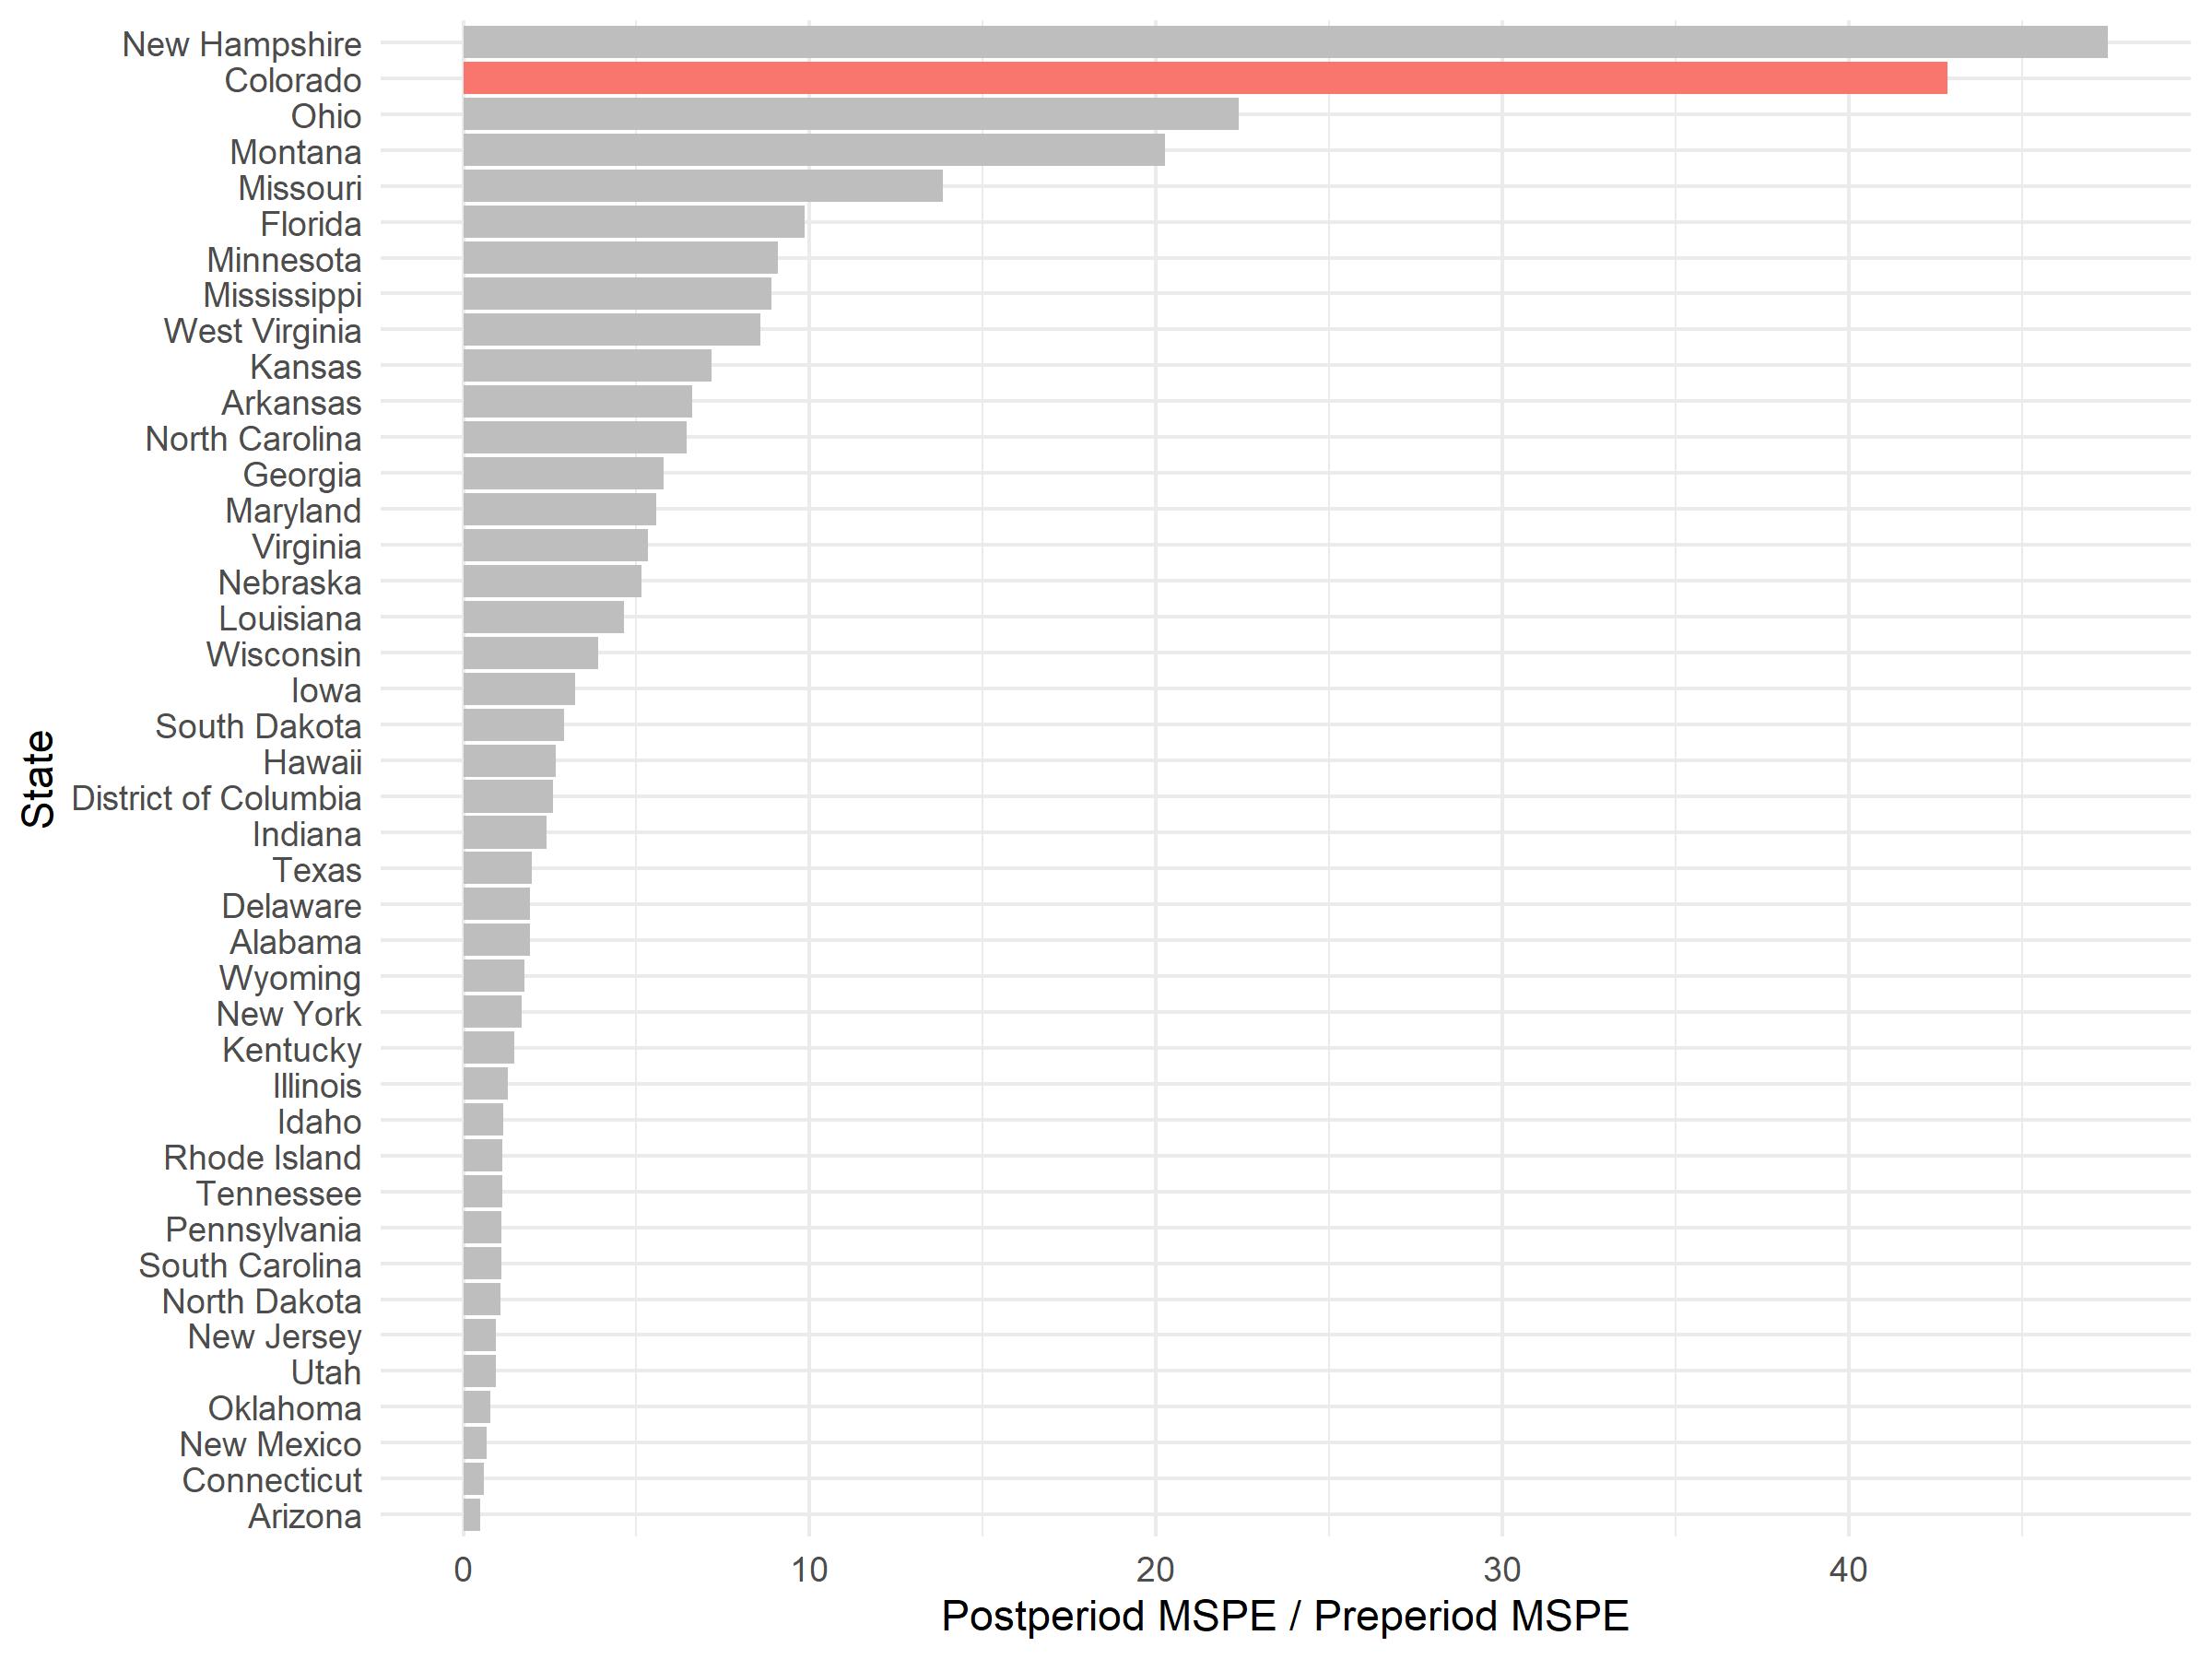 New Hampshire
Colorado
Ohio
Montana
Missouri
Florida
Minnesota
Mississippi
West Virginia
Kansas
Arkansas
North Carolina
Georgia
Maryland
Virginia
Nebraska
Louisiana
Wisconsin
Iowa
South Dakota
Hawaii
District of Columbia
Indiana
Texas
Delaware
Alabama
Wyoming
New York
Kentucky
Illinois
Idaho
Rhode Island
Tennessee
Pennsylvania
South Carolina
North Dakota
New Jersey
Utah
Oklahoma
New Mexico
Connecticut
Arizona
State
0 10 20 30 40
Postperiod MSPE / Preperiod MSPE